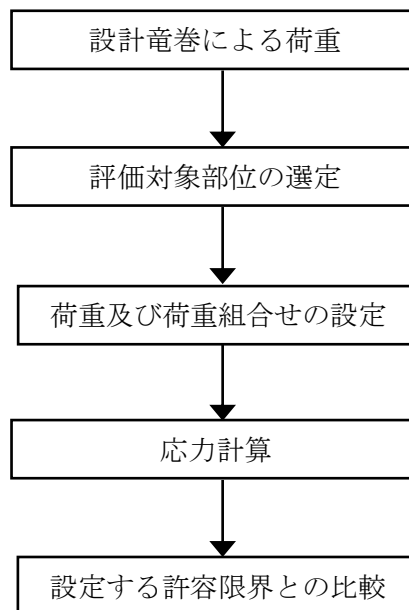 設計竜巻による荷重
評価対象部位の選定
荷重及び荷重組合せの設定
応力計算
設定する許容限界との比較